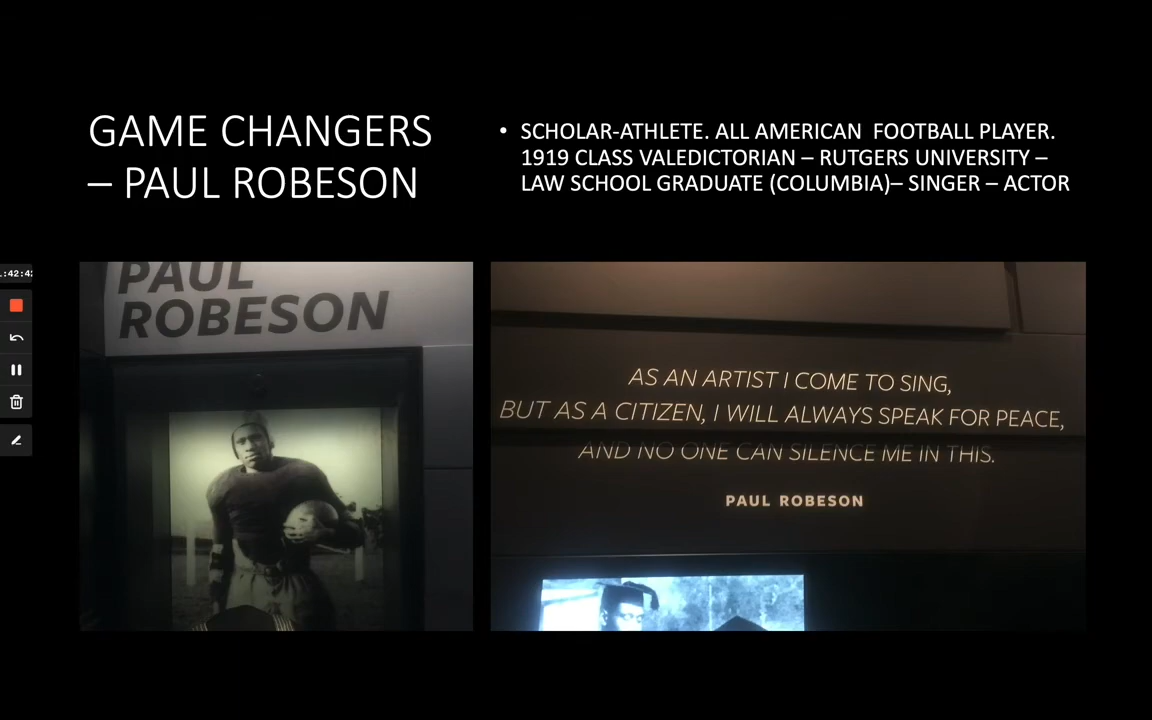 GAME CHANGERS
– PAUL ROBESON
• SCHOLAR-ATHLETE. ALL AMERICAN  FOOTBALL PLAYER.
1919 CLASS VALEDICTORIAN – RUTGERS UNIVERSITY –
LAW SCHOOL GRADUATE (COLUMBIA)– SINGER – ACTOR
:42:42
PAUL
ROBESON
AS AN ARTIST I COME TO SING,
BUT AS A CITIZEN, I WILL ALWAYS SPEAK FOR PEACE,
AND NO ONE CAN SILENCE ME IN THIS.
PAUL ROBESON